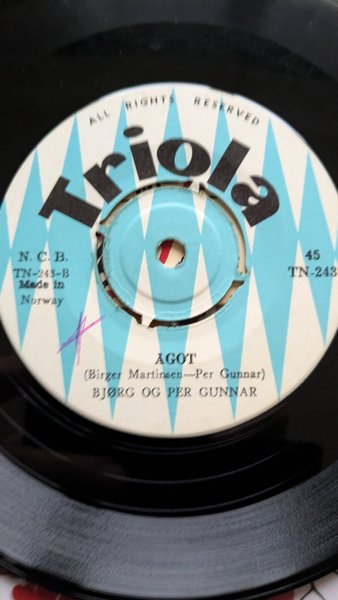 ALL RIGHTS RESERVED
Triola
N. C. B.
TN-243-B
Made in
Norway
45
TN-243
ÅGOT
(Birger Martinsen—Per Gunnar)
BJØRG OG PER GUNNAR